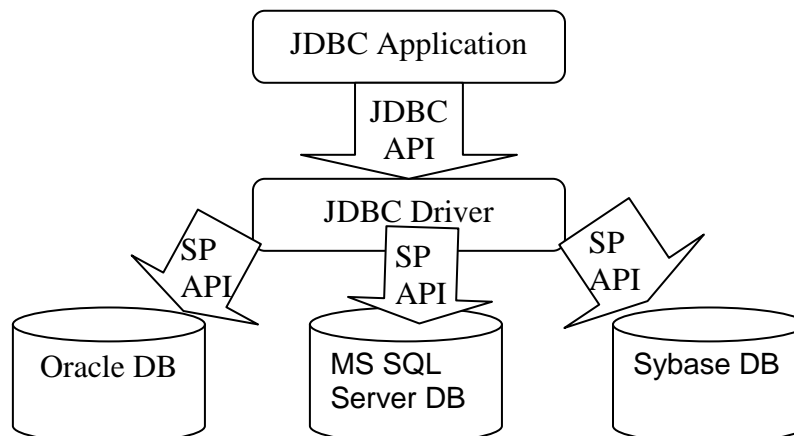 JDBC Application
JDBC
API
JDBC Driver
SP
API
SP
API
SP
API
Oracle DB
MS SQL
Server DB
Sybase DB